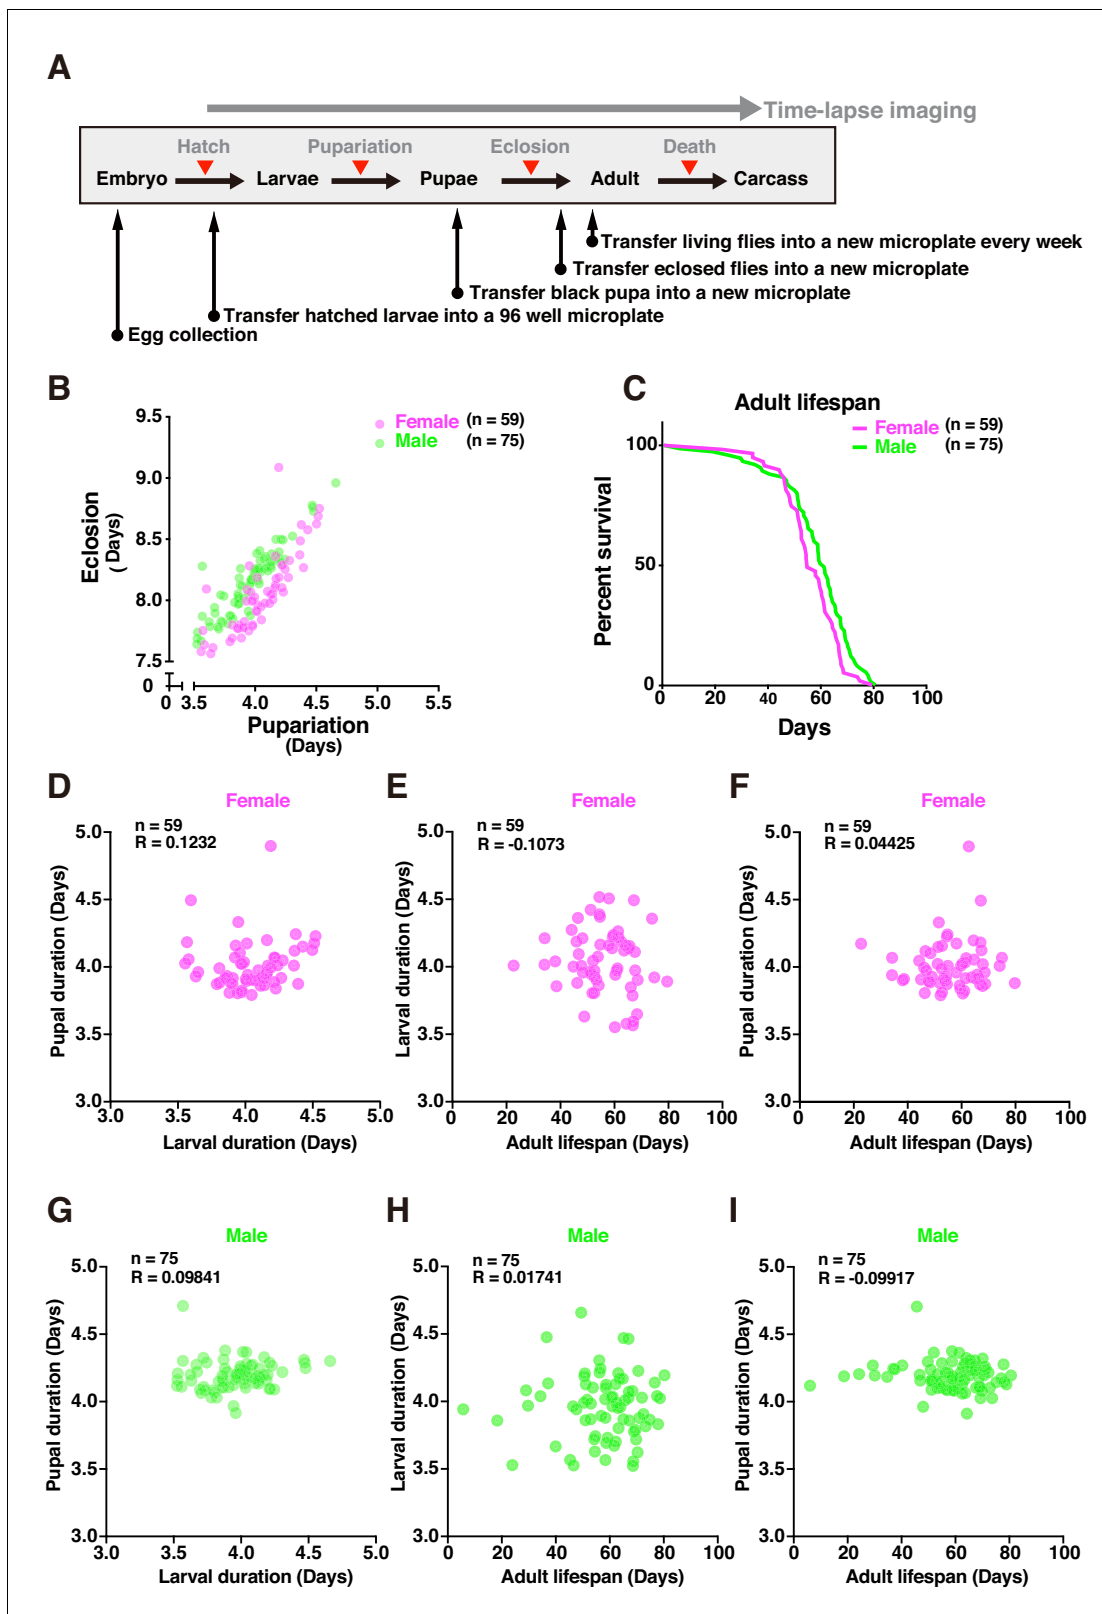 A
Time-lapse imaging
Hatch Pupariation Eclosion Death
Embryo Larvae Pupae Adult Carcass
Transfer living flies into a new microplate every week
Transfer eclosed flies into a new microplate
Transfer black pupa into a new microplate
Transfer hatched larvae into a 96 well microplate
Egg collection
B
Female (n = 59)
Male (n = 75)
Eclosion
(Days)
9.5
9.0
8.5
8.0
7.5
0
0 3.5 4.0 4.5 5.0 5.5
Pupariation
(Days)
C
Adult lifespan
Female (n = 59)
Male (n = 75)
Percent survival
100
50
0
0 20 40 60 80 100
Days
D
Female
n = 59
R = 0.1232
Pupal duration (Days)
5.0
4.5
4.0
3.5
3.0
3.0 3.5 4.0 4.5 5.0
Larval duration (Days)
E
Female
n = 59
R = -0.1073
Larval duration (Days)
5.0
4.5
4.0
3.5
3.0
0 20 40 60 80 100
Adult lifespan (Days)
F
Female
n = 59
R = 0.04425
Pupal duration (Days)
5.0
4.5
4.0
3.5
3.0
0 20 40 60 80 100
Adult lifespan (Days)
G
Male
n = 75
R = 0.09841
Pupal duration (Days)
5.0
4.5
4.0
3.5
3.0
3.0 3.5 4.0 4.5 5.0
Larval duration (Days)
H
Male
n = 75
R = 0.01741
Larval duration (Days)
5.0
4.5
4.0
3.5
3.0
0 20 40 60 80 100
Adult lifespan (Days)
I
Male
n = 75
R = -0.09917
Pupal duration (Days)
5.0
4.5
4.0
3.5
3.0
0 20 40 60 80 100
Adult lifespan (Days)